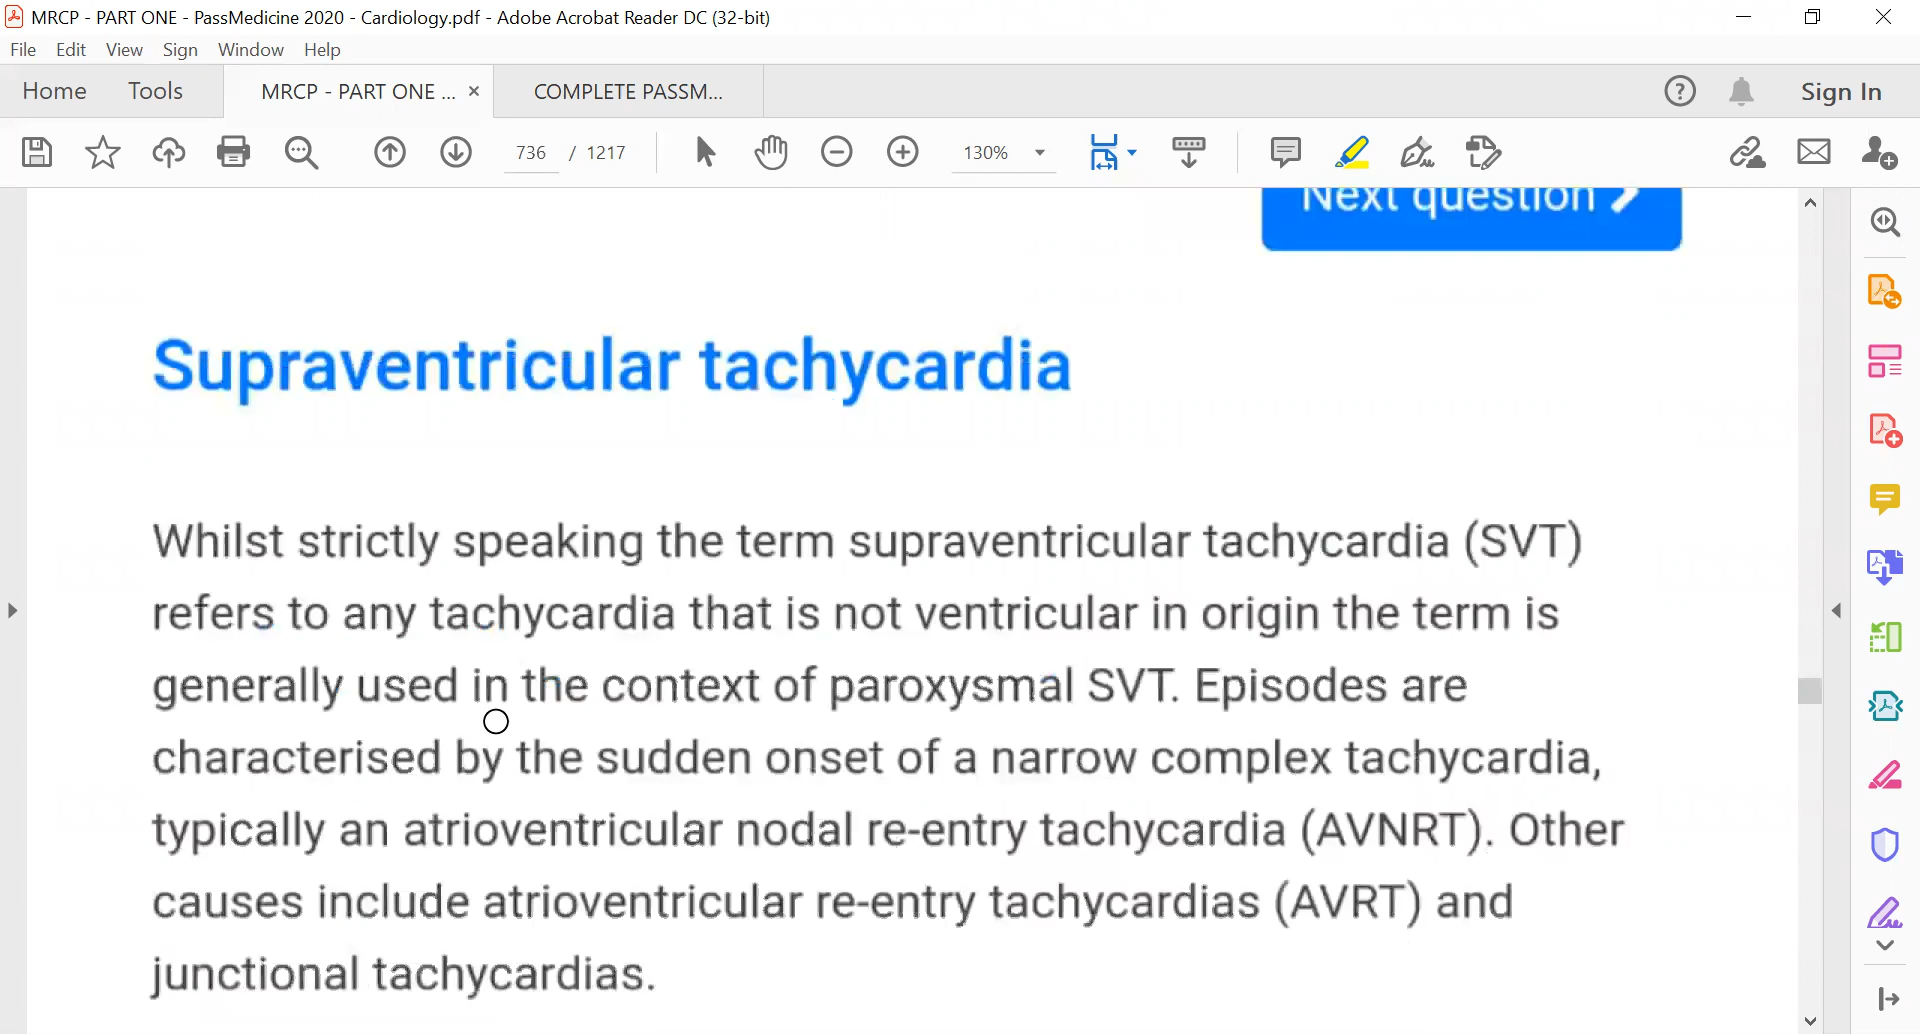 MRCP - PART ONE - PassMedicine 2020 - Cardiology.pdf - Adobe Acrobat Reader DC (32-bit)
File Edit View Sign Window Help
Home Tools MRCP - PART ONE ... × COMPLETE PASSM... Sign In
736 / 1217 130%
Next question
Supraventricular tachycardia
Whilst strictly speaking the term supraventricular tachycardia (SVT)
refers to any tachycardia that is not ventricular in origin the term is
generally used in the context of paroxysmal SVT. Episodes are
characterised by the sudden onset of a narrow complex tachycardia,
typically an atrioventricular nodal re-entry tachycardia (AVNRT). Other
causes include atrioventricular re-entry tachycardias (AVRT) and
junctional tachycardias.